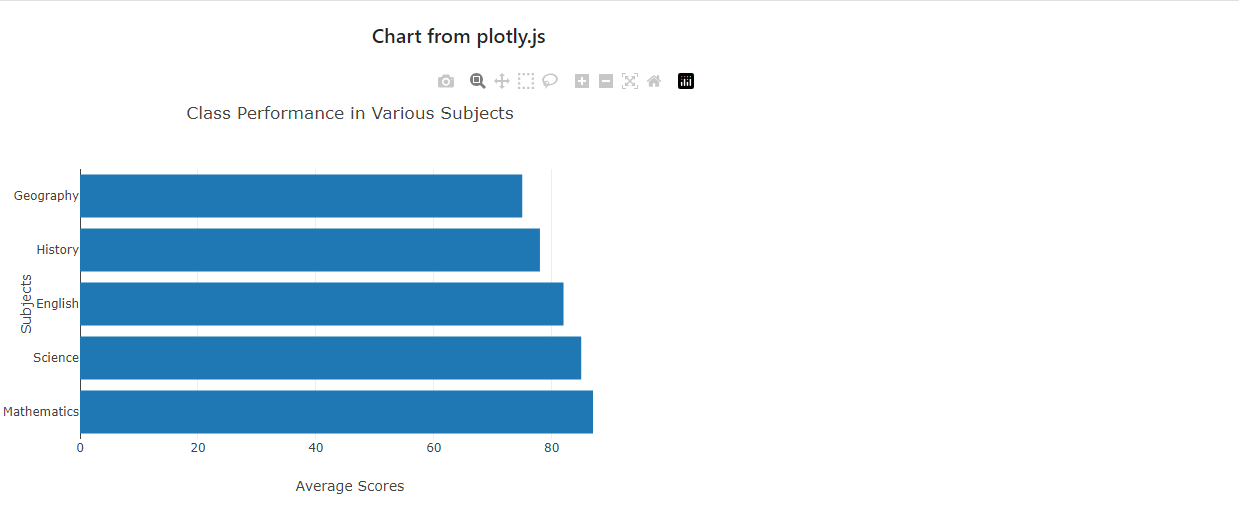 Chart from plotly.js
Class Performance in Various Subjects
Geography
History
English
Science
Mathematics
Subjects
0 20 40 60 80
Average Scores